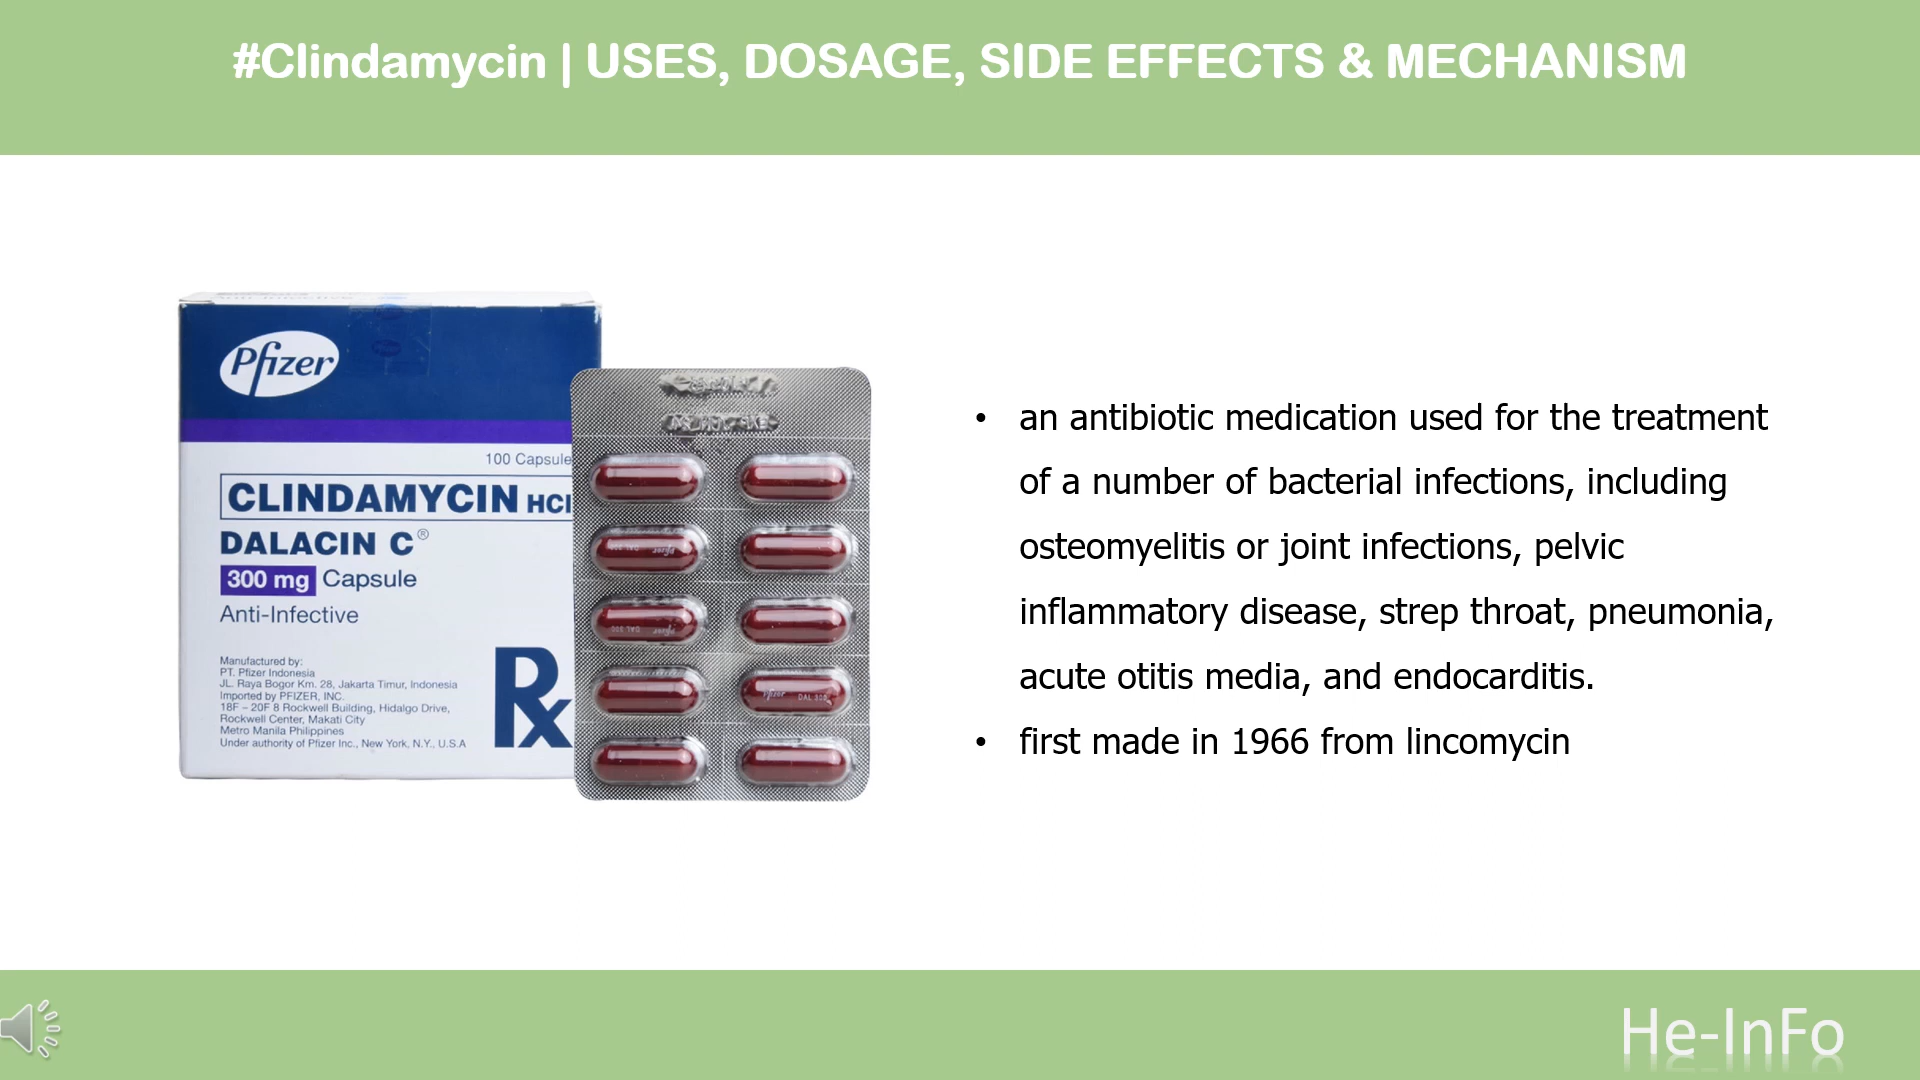 #Clindamycin | USES, DOSAGE, SIDE EFFECTS & MECHANISM
Pfizer
100 Capsule
CLINDAMYCIN HCl
DALACIN C®
300 mg Capsule
Anti-Infective
Manufactured by:
PT. Pfizer Indonesia
JL. Raya Bogor Km. 28, Jakarta Timur, Indonesia
Imported by PFIZER, INC.
18F – 20F 8 Rockwell Building, Hidalgo Drive,
Rockwell Center, Makati City
Metro Manila Philippines
Under authority of Pfizer Inc., New York, N.Y., U.S.A
Rx
Pfizer DAL 300
• an antibiotic medication used for the treatment
of a number of bacterial infections, including
osteomyelitis or joint infections, pelvic
inflammatory disease, strep throat, pneumonia,
acute otitis media, and endocarditis.
• first made in 1966 from lincomycin
He-InFo